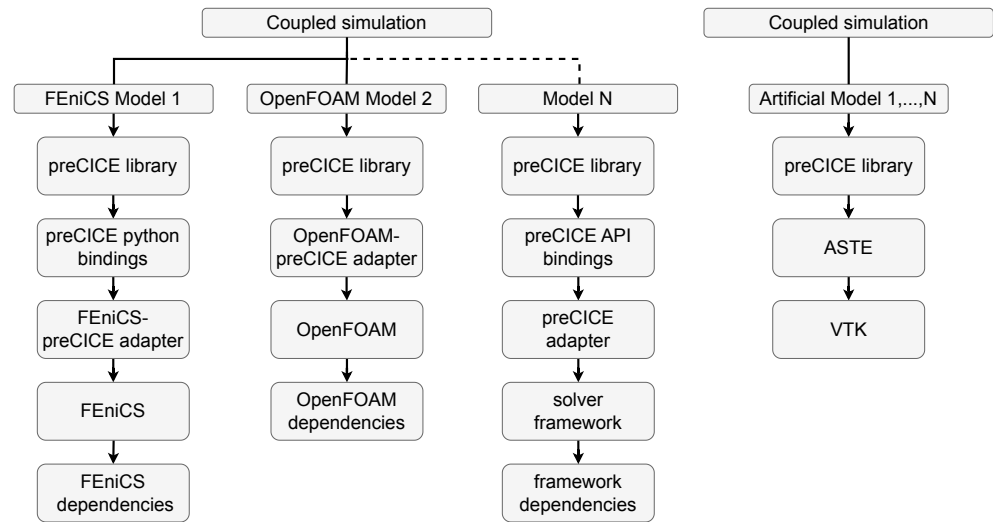 Coupled simulation
Coupled simulation
FEniCS Model 1
OpenFOAM Model 2
Model N
Artificial Model 1,...,N
preCICE library
preCICE library
preCICE library
preCICE library
preCICE python
bindings
OpenFOAM-
preCICE adapter
preCICE API
bindings
ASTE
FEniCS-
preCICE adapter
OpenFOAM
preCICE
adapter
VTK
FEniCS
OpenFOAM
dependencies
solver
framework
FEniCS
dependencies
framework
dependencies